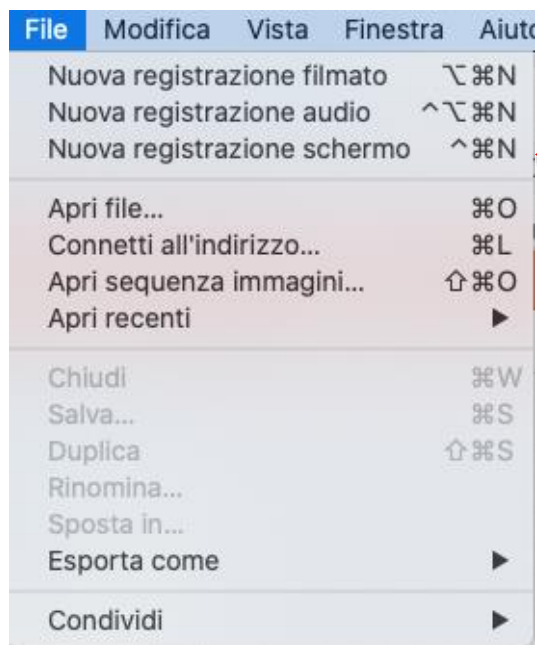 File Modifica Vista Finestra Aiuto
Nuova registrazione filmato ⌥⌘N
Nuova registrazione audio ^⌥⌘N
Nuova registrazione schermo ^⌘N
Apri file... ⌘O
Connetti all'indirizzo... ⌘L
Apri sequenza immagini... ⇧⌘O
Apri recenti ▶
Chiudi ⌘W
Salva... ⌘S
Duplica ⇧⌘S
Rinomina...
Sposta in...
Esporta come ▶
Condividi ▶